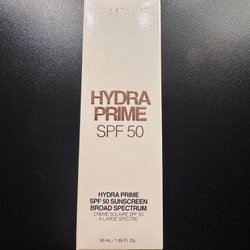 HYDRA
PRIME
SPF 50
HYDRA PRIME
SPF 50 SUNSCREEN
BROAD SPECTRUM
CRÈME SOLAIRE SPF 50
À LARGE SPECTRE
50 mL / 1.69 Fl. Oz